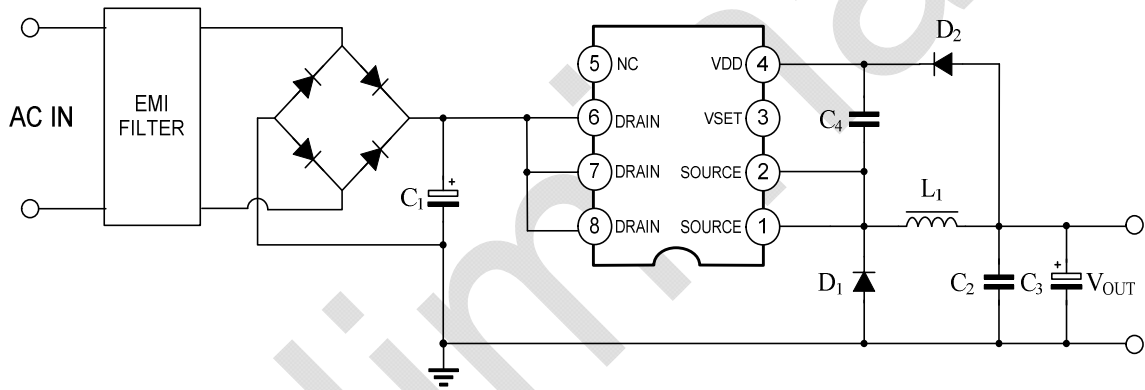 AC IN
EMI
FILTER
C1
5 NC
6 DRAIN
7 DRAIN
8 DRAIN
VDD 4
VSET 3
SOURCE 2
SOURCE 1
C4
D2
L1
D1
C2
C3
VOUT
+
+